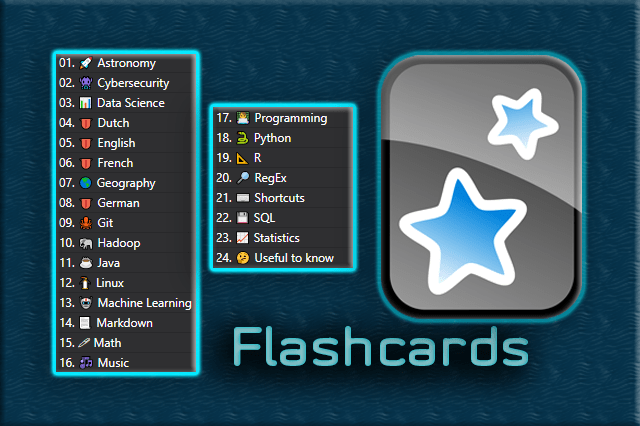 01. Astronomy
02. Cybersecurity
03. Data Science
04. Dutch
05. English
06. French
07. Geography
08. German
09. Git
10. Hadoop
11. Java
12. Linux
13. Machine Learning
14. Markdown
15. Math
16. Music
17. Programming
18. Python
19. R
20. RegEx
21. Shortcuts
22. SQL
23. Statistics
24. Useful to know
Flashcards